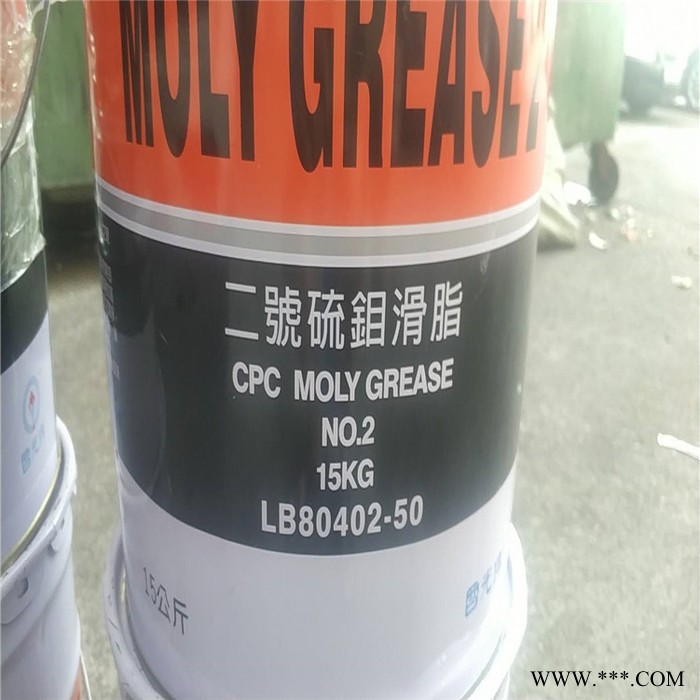 MOLY GREASE 2
二號硫鉬滑脂
CPC MOLY GREASE
NO.2
15KG
LB80402-50
15公斤
WWW.***.COM